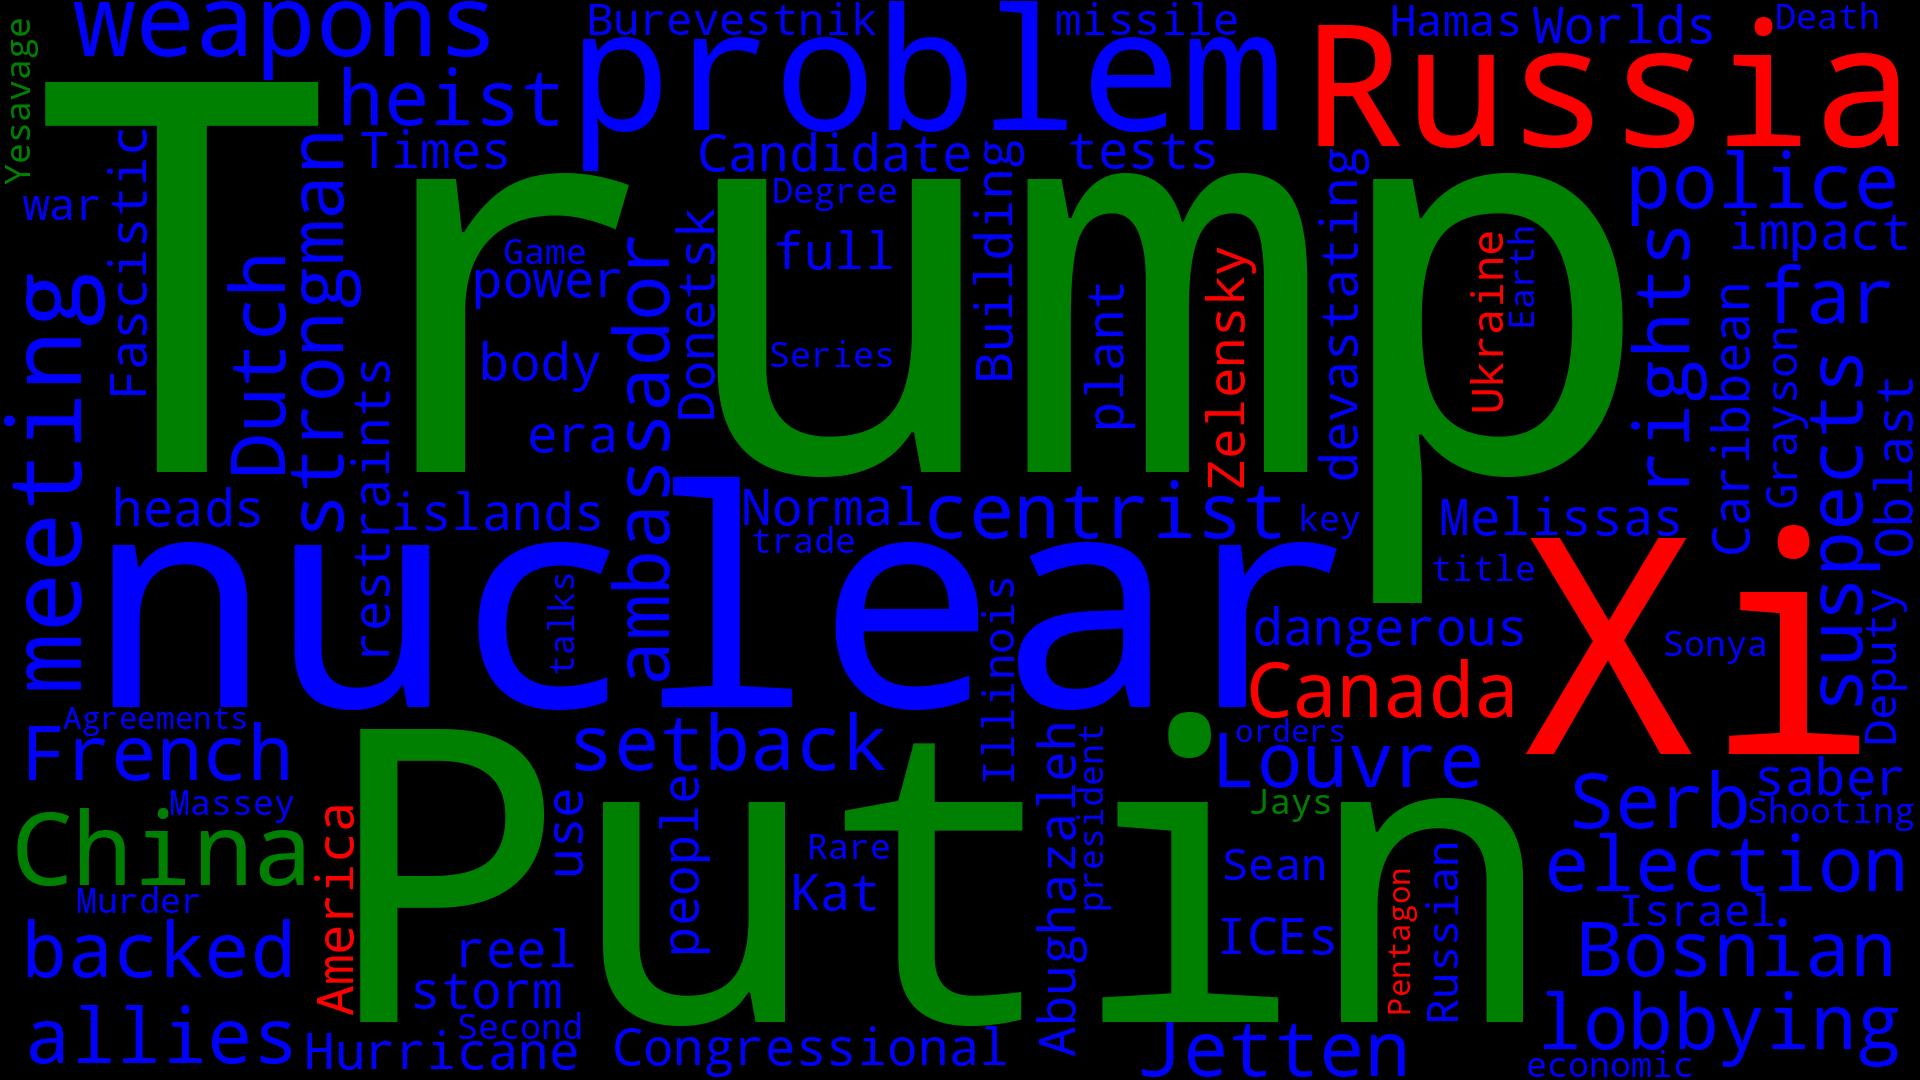 weapons
Burevestnik
missile
Hamas
Worlds
Death
Yesavage
heist
problem
Russia
Times
Candidate
tests
police
war
Fascistic
strongman
Trump
Degree
Building
devastating
impact
Game
power
full
Donetsk
Zelensky
Ukraine
Earth
rights
far
meeting
Dutch
body
Series
plant
Caribbean
Grayson
suspects
Oblast
restraints
era
ambassador
heads
islands
Normal
centrist
key
Melissas
trade
title
nuclear
talks
Illinois
dangerous
Xi
Sonya
Deputy
Canada
Agreements
French
setback
orders
Louvre
Massey
China
America
Putin
use
people
Rare
Kat
Abughazaleh
president
Jays
Serb
saber
Shooting
Murder
Sean
election
backed
reel
ICEs
Pentagon
Russian
Israel
Bosnian
storm
allies
Second
Hurricane
Congressional
Jetten
lobbying
economic